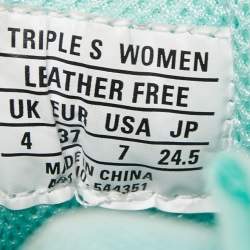 TRIPLE S WOMEN
LEATHER FREE
UK EUR USA JP
4 37 7 24.5
MADE IN CHINA
544351